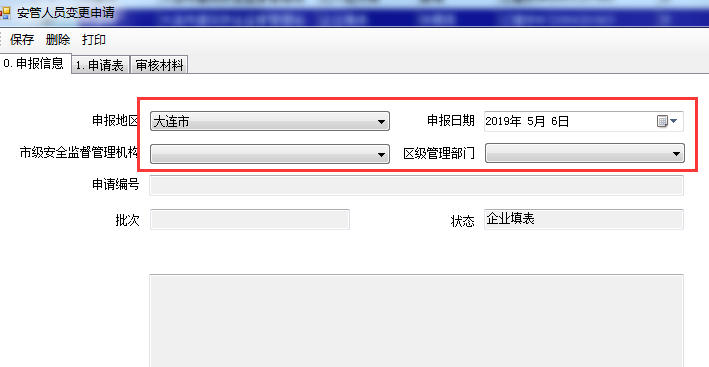 安管人员变更申请
保存 删除 打印
0. 申报信息 1. 申请表 审核材料
申报地区 大连市 申报日期 2019年 5月 6日
市级安全监督管理机构 区级管理部门
申请编号
批次 状态 企业填表